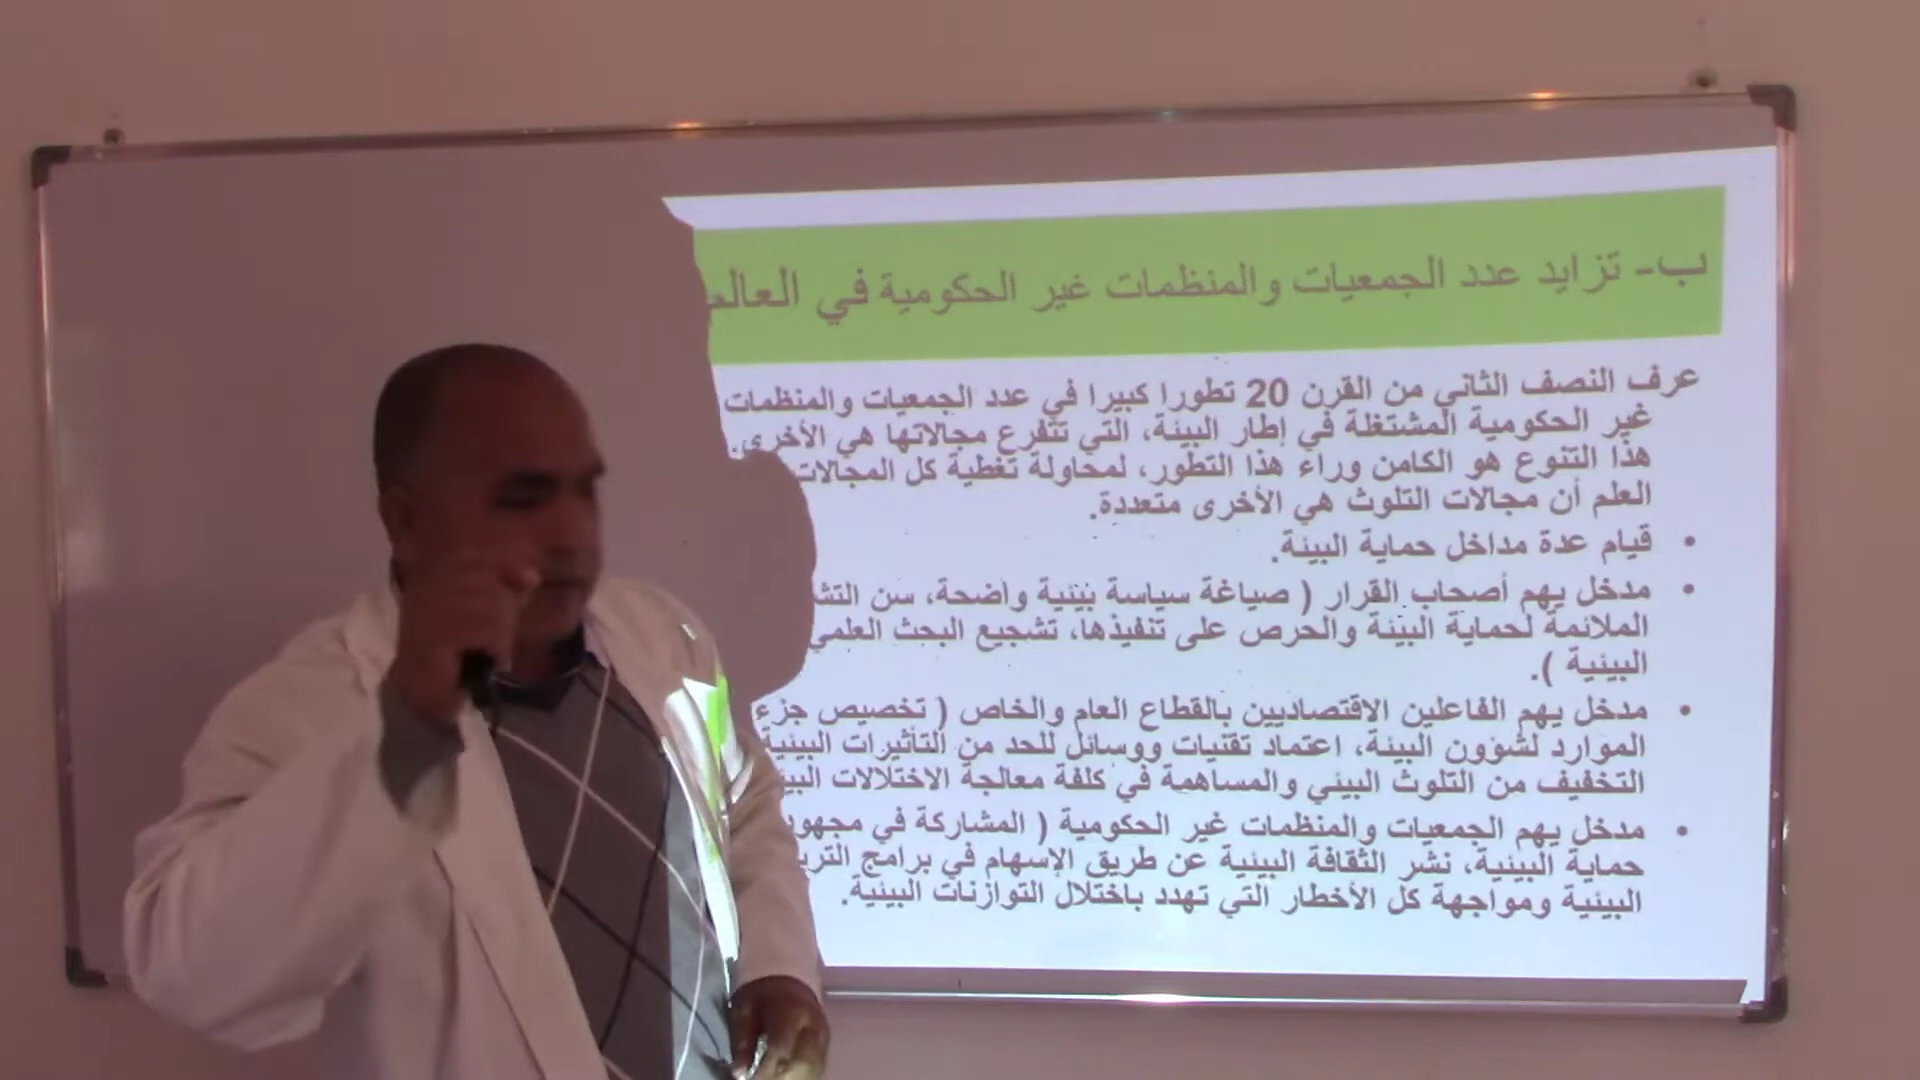 ب- تزايد عدد الجمعيات والمنظمات غير الحكومية في العالم
عرف النصف الثاني من القرن 20 تطورا كبيرا في عدد الجمعيات والمنظمات
غير الحكومية المشتغلة في إطار البيئة، التي تتفرع مجالاتها هي الأخرى.
هذا التنوع هو الكامن وراء هذا التطور، لمحاولة تغطية كل المجالات
العلم أن مجالات التلوث هي الأخرى متعددة.
• قيام عدة مداخل حماية البيئة.
• مدخل يهم أصحاب القرار ( صياغة سياسة بيئية واضحة، سن
الملائمة لحماية البيئة والحرص على تنفيذها، تشجيع البحث العلمي
البيئية ).
• مدخل يهم الفاعلين الاقتصاديين بالقطاع العام والخاص ( تخصيص جزء
الموارد لشؤون البيئة، اعتماد تقنيات ووسائل للحد من التأثيرات البيئية
التخفيف من التلوث البيئي والمساهمة في كلفة معالجة الاختلالات
• مدخل يهم الجمعيات والمنظمات غير الحكومية ( المشاركة في مجهود
حماية البيئية، نشر الثقافة البيئية عن طريق الإسهام في برامج
البيئية ومواجهة كل الأخطار التي تهدد باختلال التوازنات البيئية.